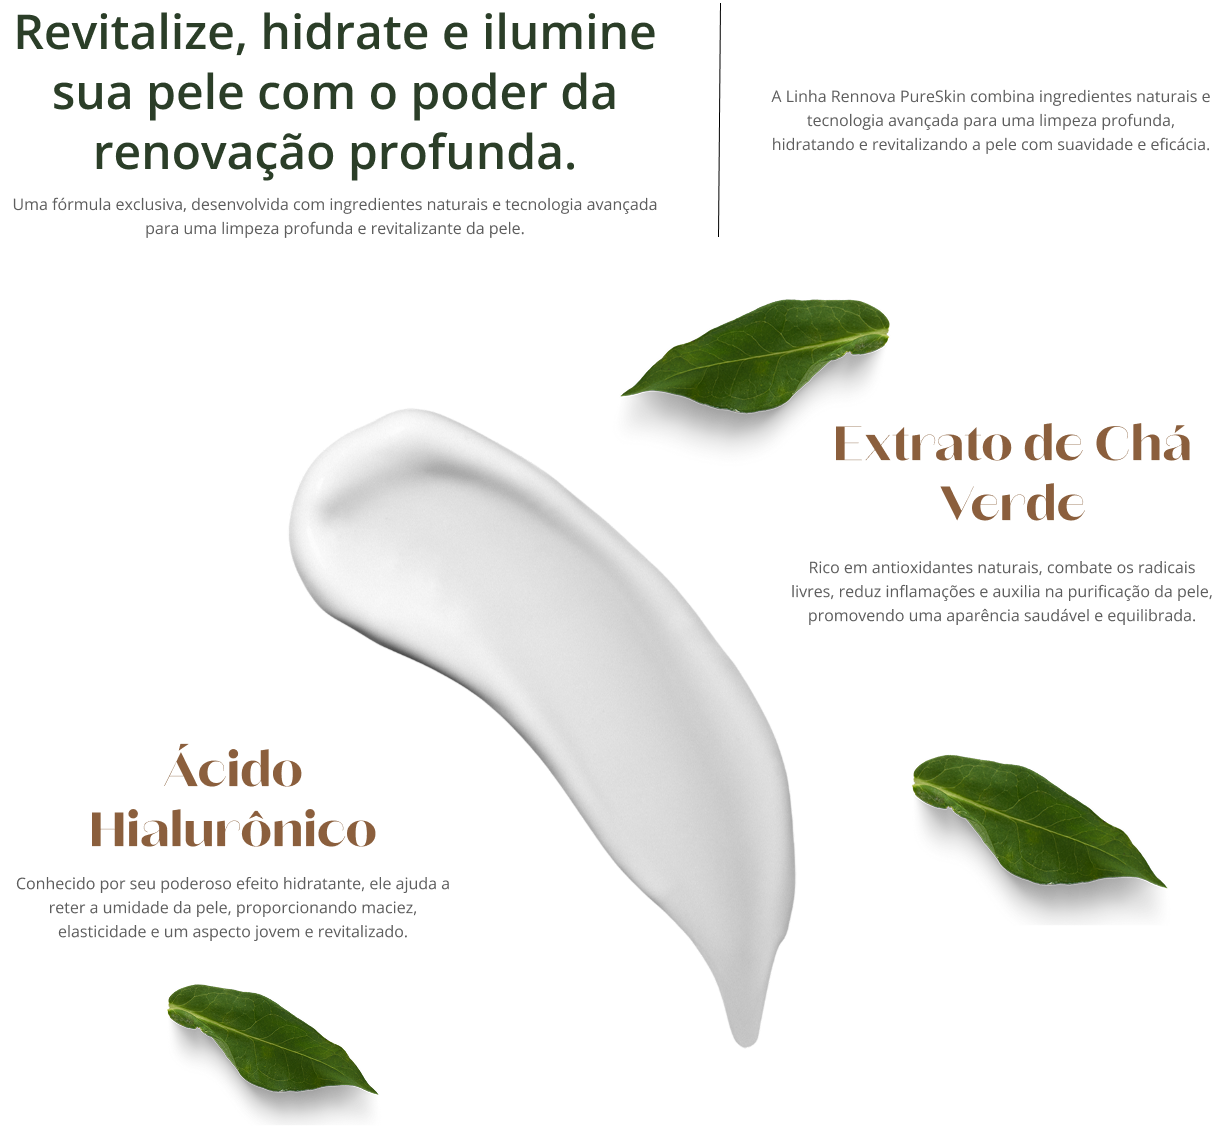 Revitalize, hidrate e ilumine
sua pele com o poder da
renovação profunda.
Uma fórmula exclusiva, desenvolvida com ingredientes naturais e tecnologia avançada
para uma limpeza profunda e revitalizante da pele.
A Linha Rennova PureSkin combina ingredientes naturais e
tecnologia avançada para uma limpeza profunda,
hidratando e revitalizando a pele com suavidade e eficácia.
Extrato de Chá
Verde
Rico em antioxidantes naturais, combate os radicais
livres, reduz inflamações e auxilia na purificação da pele,
promovendo uma aparência saudável e equilibrada.
Ácido
Hialurônico
Conhecido por seu poderoso efeito hidratante, ele ajuda a
reter a umidade da pele, proporcionando maciez,
elasticidade e um aspecto jovem e revitalizado.